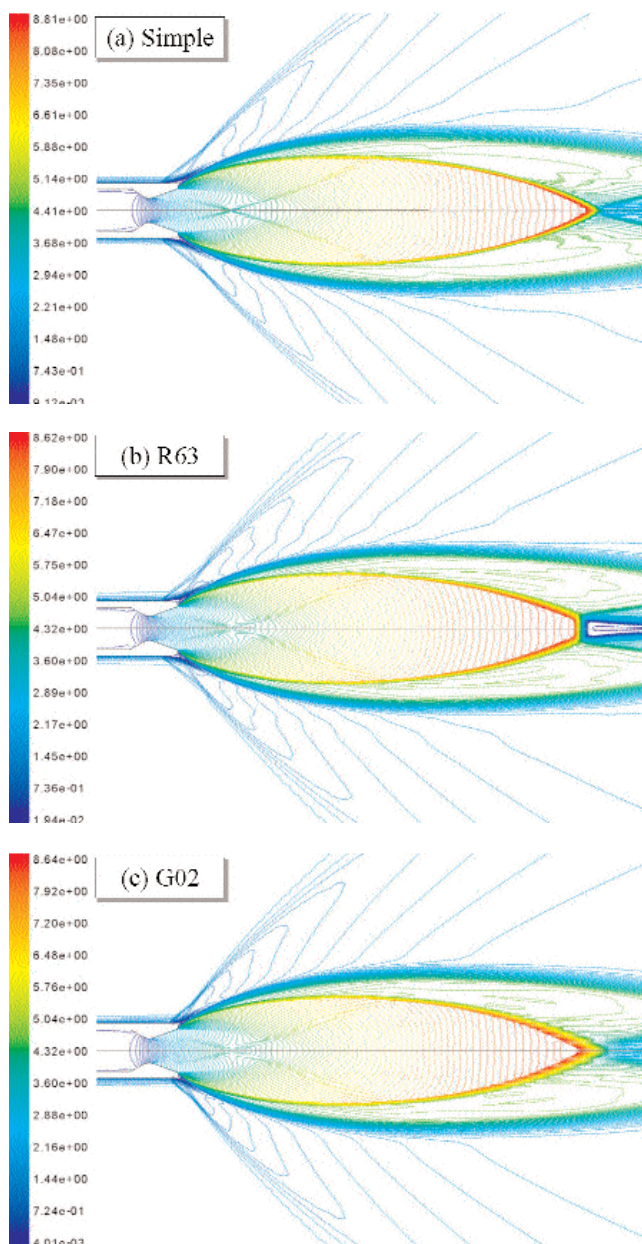 (a) Simple
8.81e+00
8.08e+00
7.35e+00
6.61e+00
5.88e+00
5.14e+00
4.41e+00
3.68e+00
2.94e+00
2.21e+00
1.48e+00
7.43e-01
(b) R63
8.62e+00
7.90e+00
7.18e+00
6.47e+00
5.75e+00
5.04e+00
4.32e+00
3.60e+00
2.89e+00
2.17e+00
1.45e+00
7.36e-01
1.94e-02
(c) G02
8.64e+00
7.92e+00
7.20e+00
6.48e+00
5.76e+00
5.04e+00
4.32e+00
3.60e+00
2.88e+00
2.16e+00
1.44e+00
7.24e-01